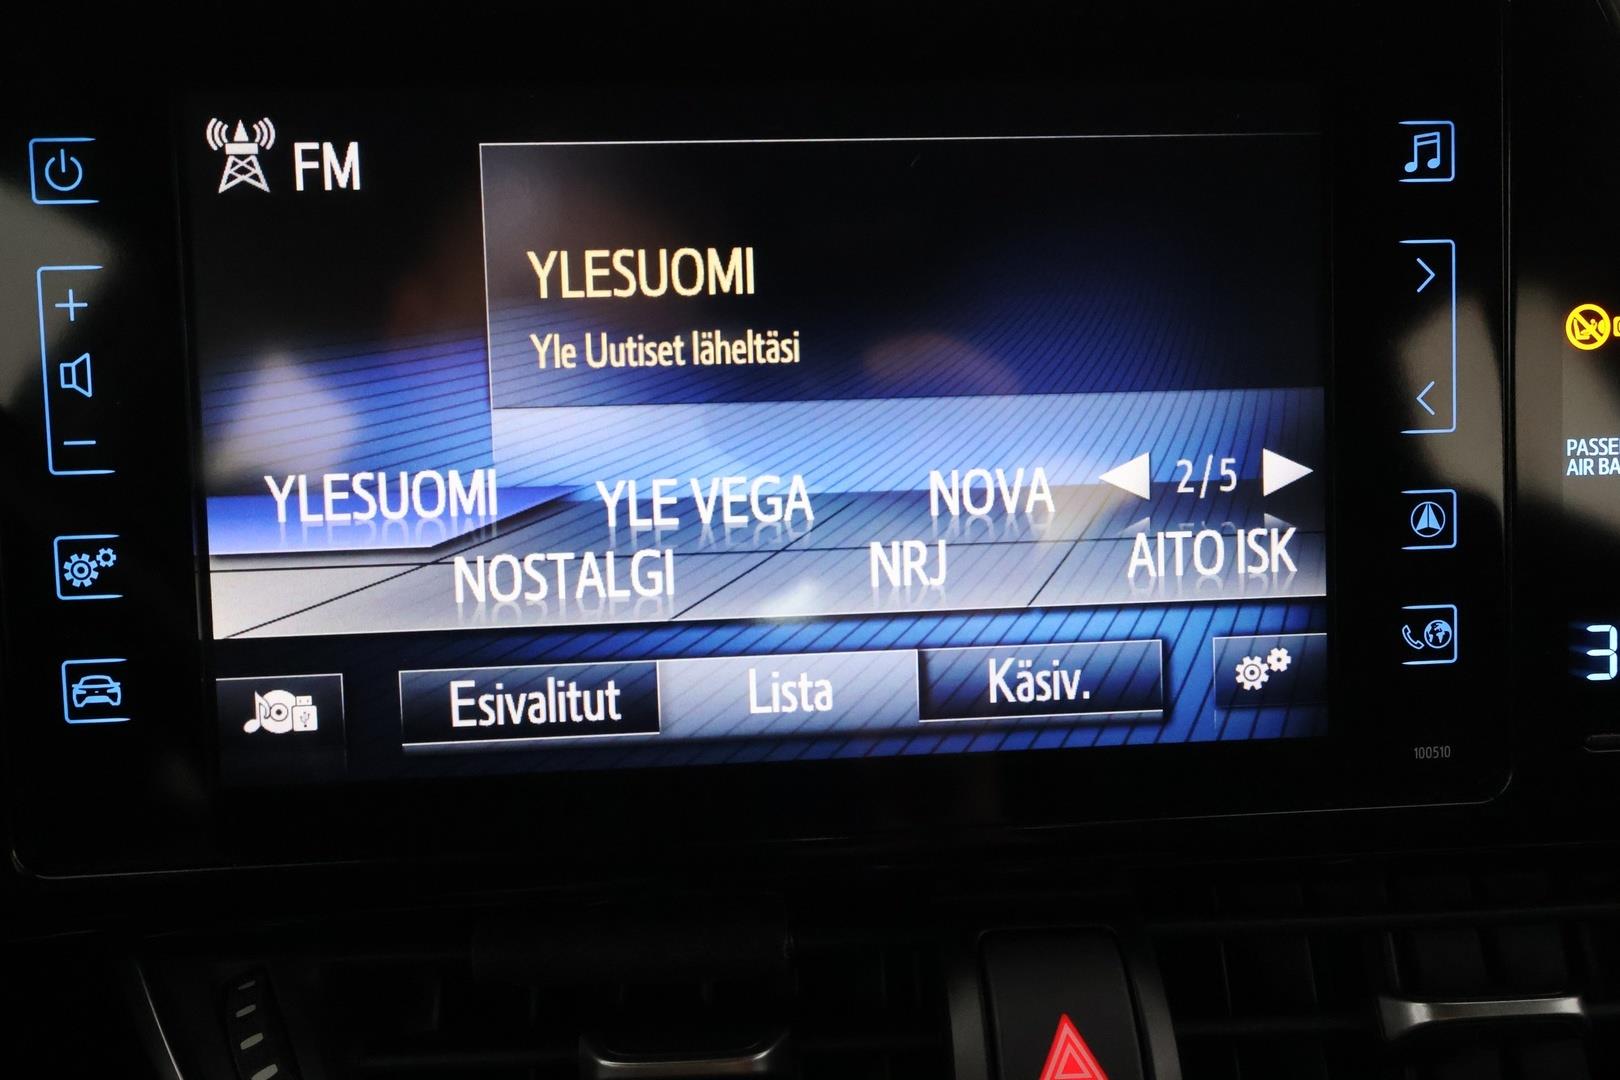 FM
YLESUOMI
Yle Uutiset läheltäsi
YLESUOMI YLE VEGA NOVA 2/5
NOSTALGI NRJ AITO ISK
Esivalitut Lista Käsiv.
100510
PASSE
AIR BA
3